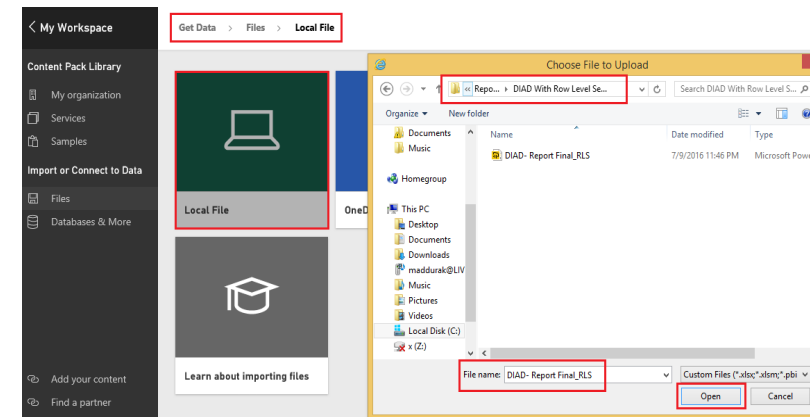 My Workspace
Get Data > Files > Local File
Content Pack Library
My organization
Services
Samples
Import or Connect to Data
Files
Databases & More
Add your content
Find a partner
Local File
OneD
Learn about importing files
Choose File to Upload
« Repo... ▸ DIAD With Row Level Se...
Search DIAD With Row Level S...
Organize
New folder
Documents
Music
Homegroup
This PC
Desktop
Documents
Downloads
maddurak@LIV
Music
Pictures
Videos
Local Disk (C:)
x (Z:)
Name Date modified Type
DIAD- Report Final_RLS 7/9/2016 11:46 PM Microsoft Powe
File name: DIAD- Report Final_RLS
Custom Files (*.xlsx;*.xlsm;*.pbi
Open Cancel